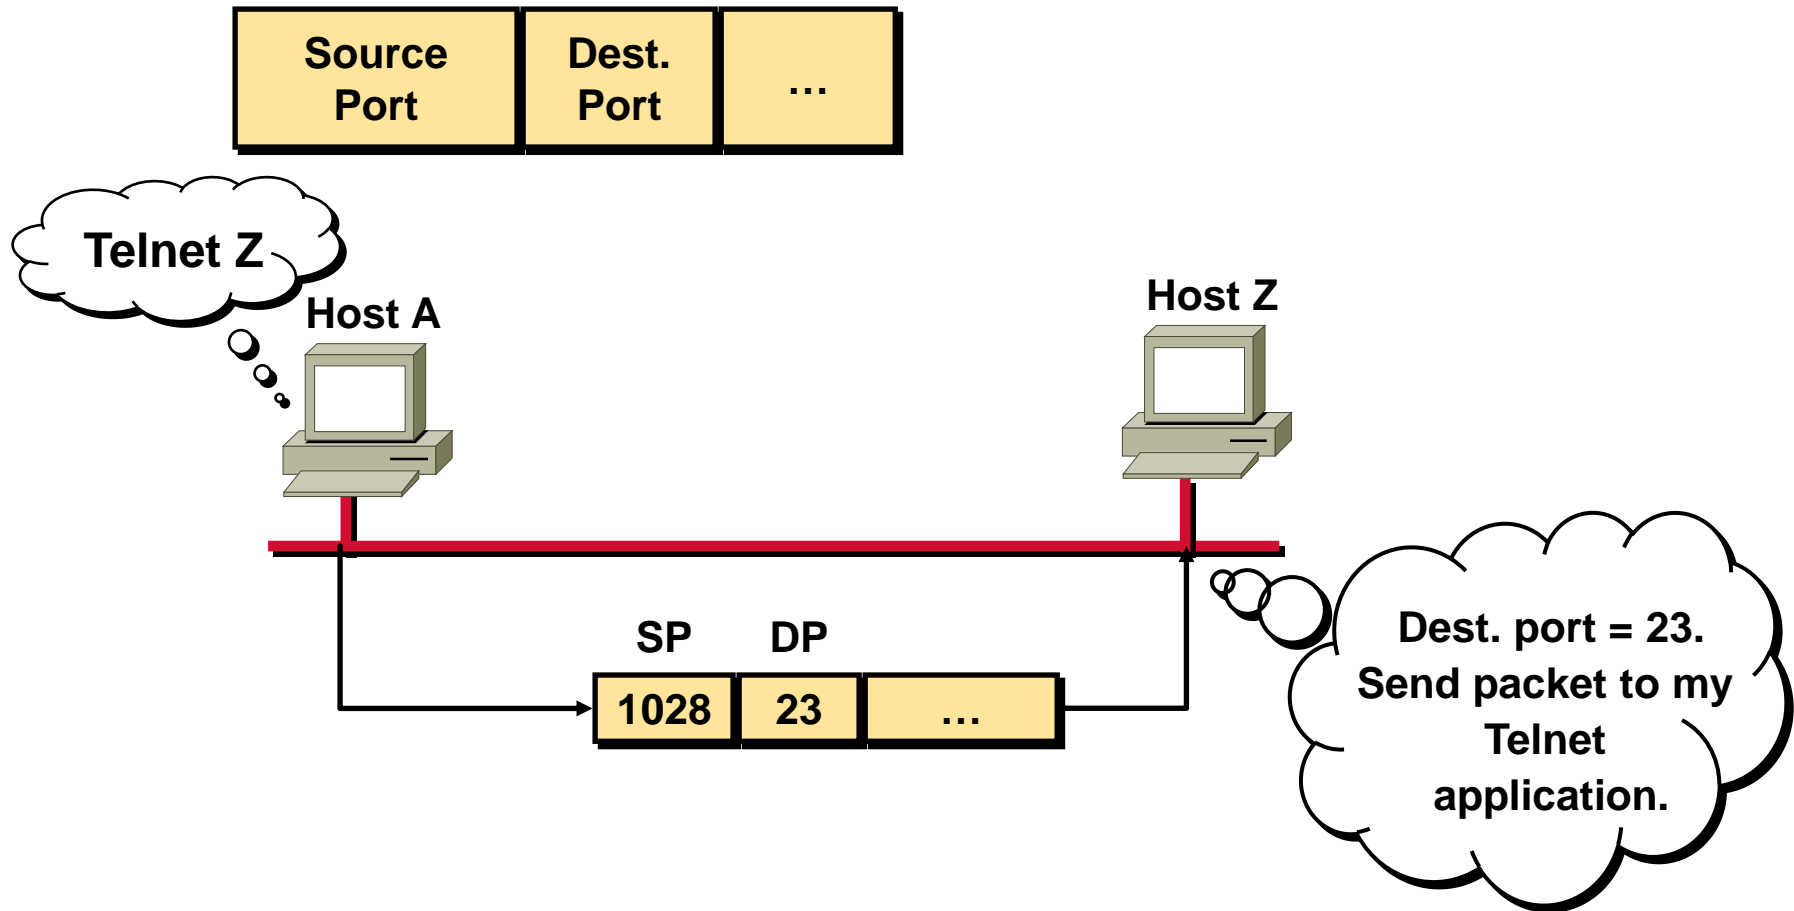 Source
Port
Dest.
Port
...
Telnet Z
Host A
Host Z
SP
DP
1028
23
...
Dest. port = 23.
Send packet to my
Telnet
application.